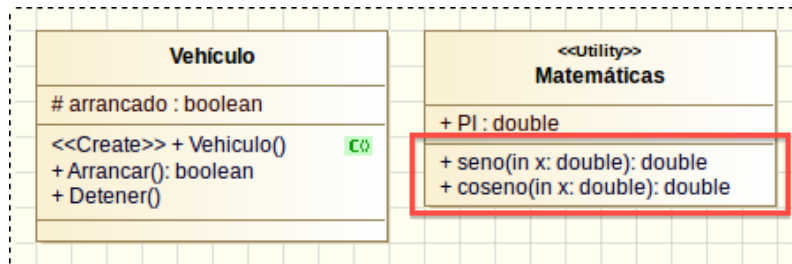 Vehículo
# arrancado : boolean
<<Create>> + Vehiculo()
+ Arrancar(): boolean
+ Detener()
<<Utility>>
Matemáticas
+ PI : double
+ seno(in x: double): double
+ coseno(in x: double): double